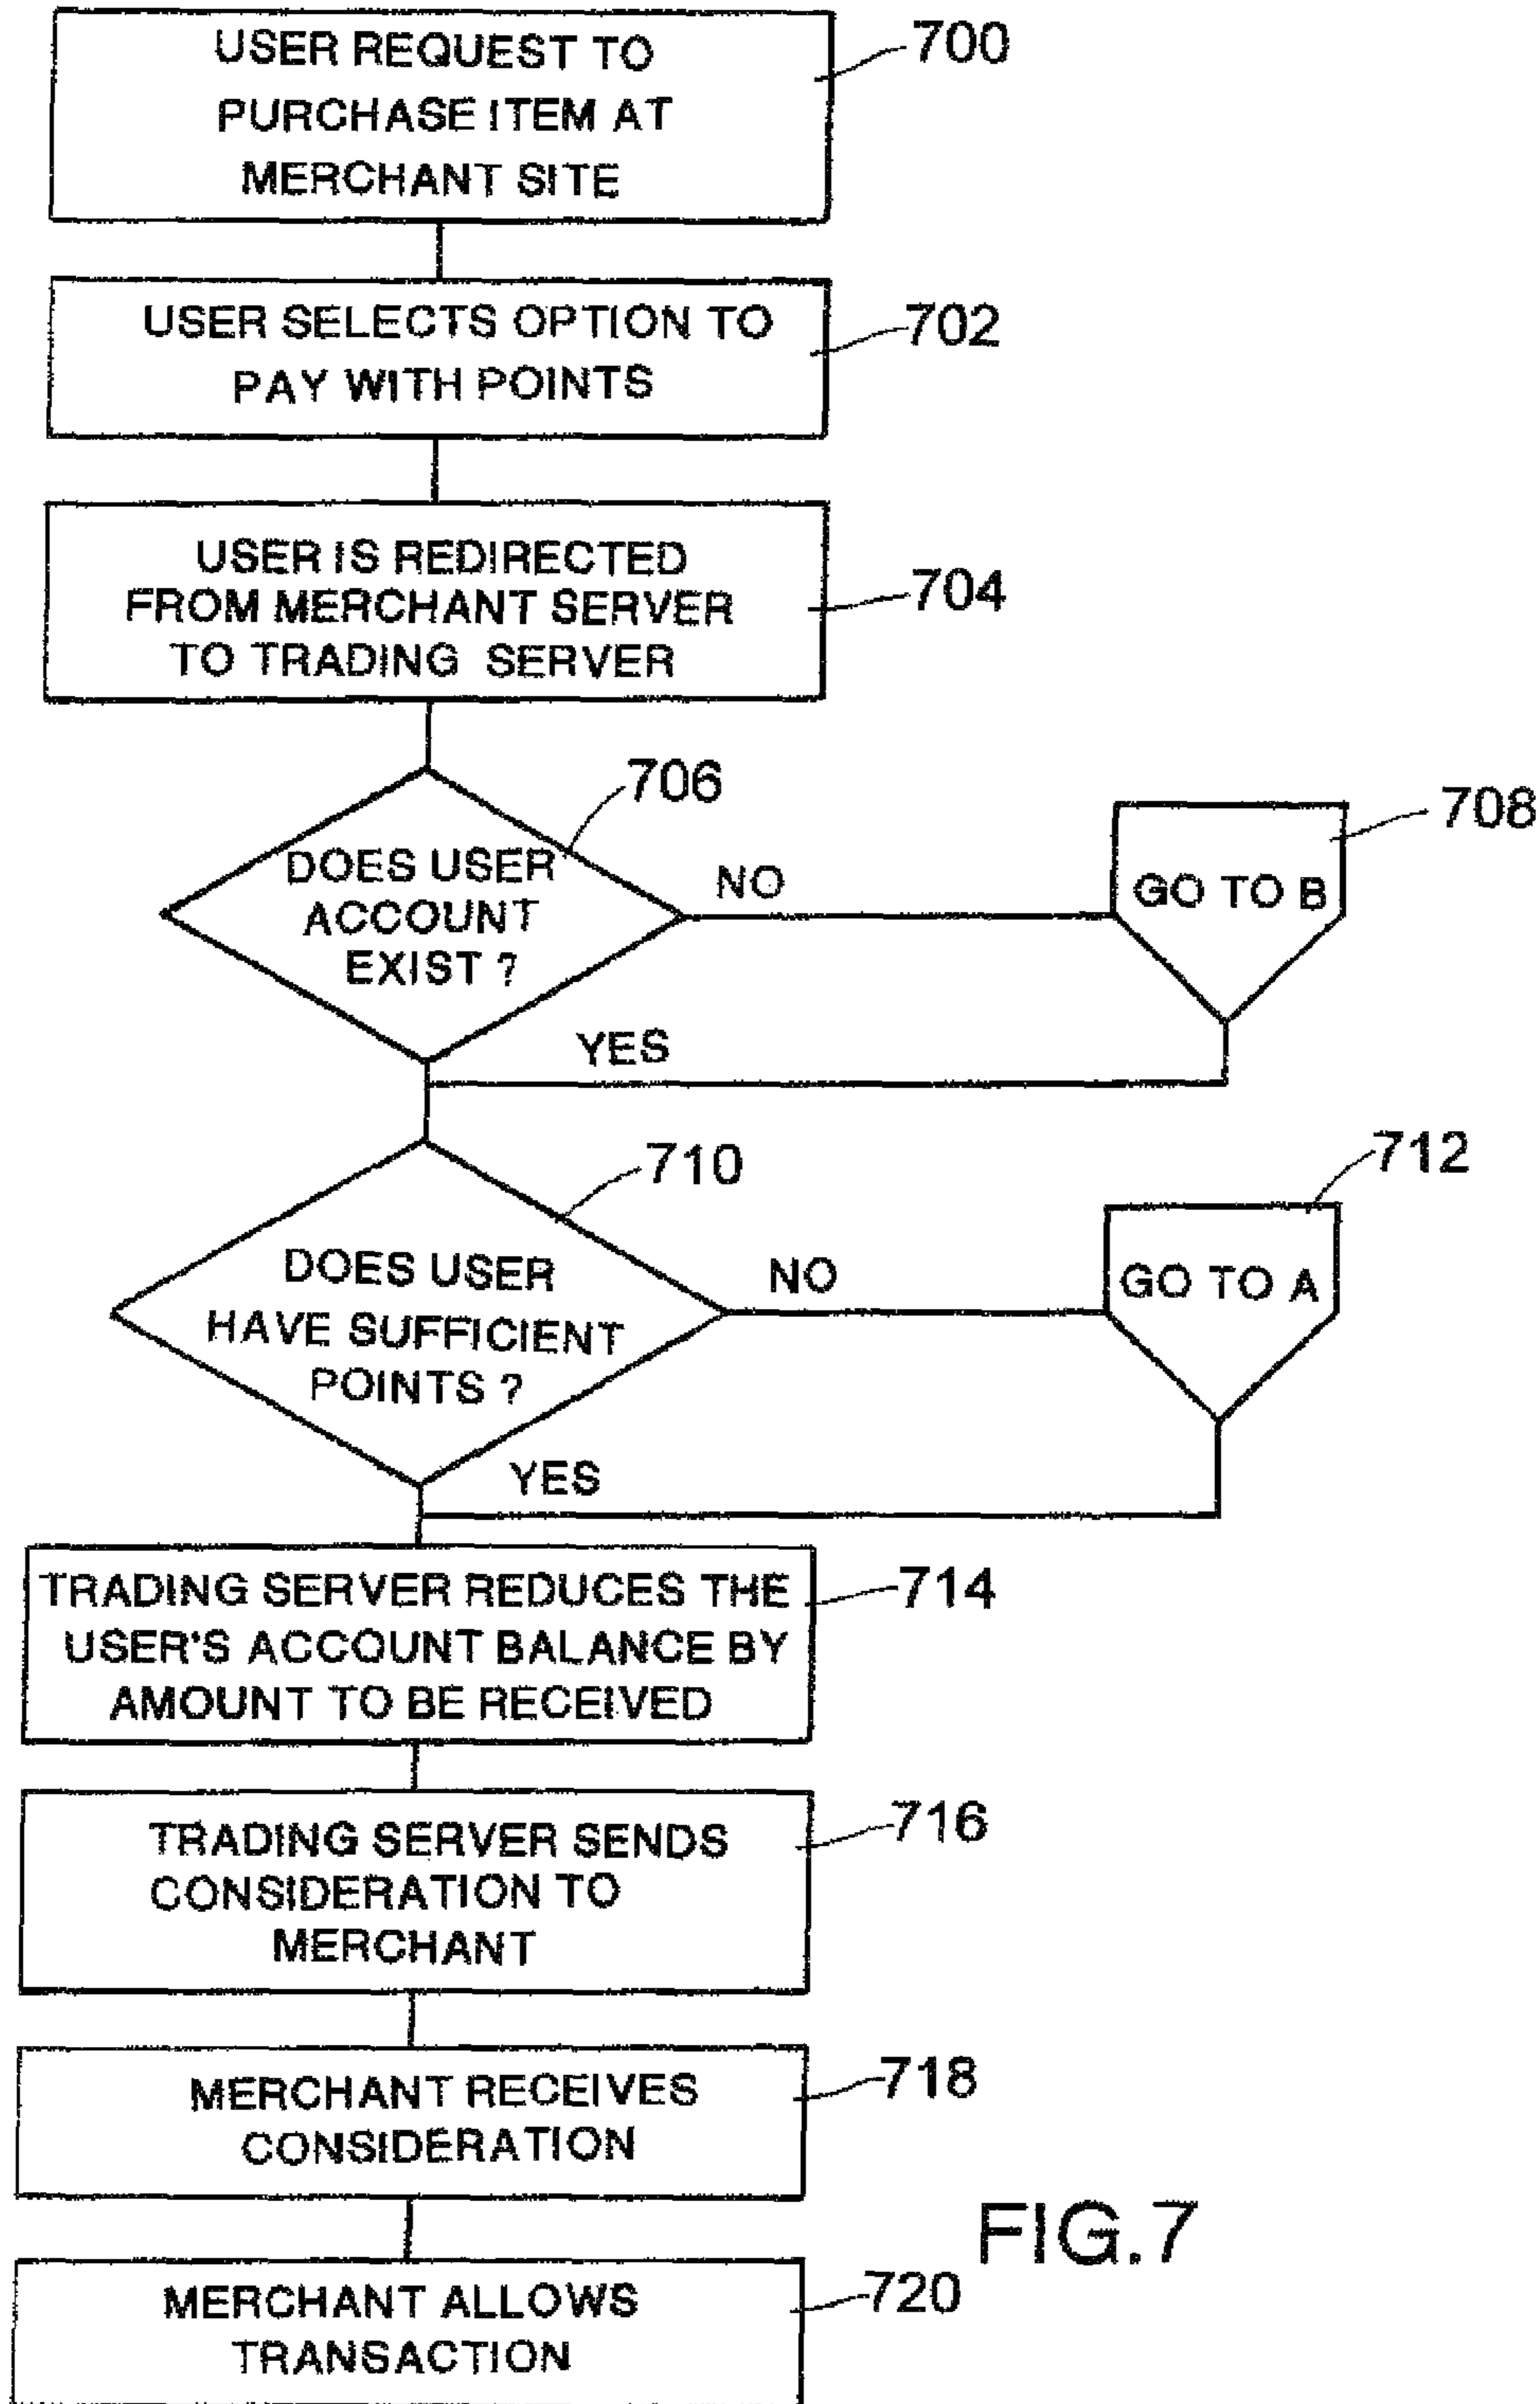 USER REQUEST TO
PURCHASE ITEM AT
MERCHANT SITE
700
USER SELECTS OPTION TO
PAY WITH POINTS
702
USER IS REDIRECTED
FROM MERCHANT SERVER
TO TRADING SERVER
704
706
DOES USER
ACCOUNT
EXIST ?
NO
708
GO TO B
YES
710
DOES USER
HAVE SUFFICIENT
POINTS ?
NO
712
GO TO A
YES
TRADING SERVER REDUCES THE
USER'S ACCOUNT BALANCE BY
AMOUNT TO BE RECEIVED
714
TRADING SERVER SENDS
CONSIDERATION TO
MERCHANT
716
MERCHANT RECEIVES
CONSIDERATION
718
MERCHANT ALLOWS
TRANSACTION
720
FIG.7